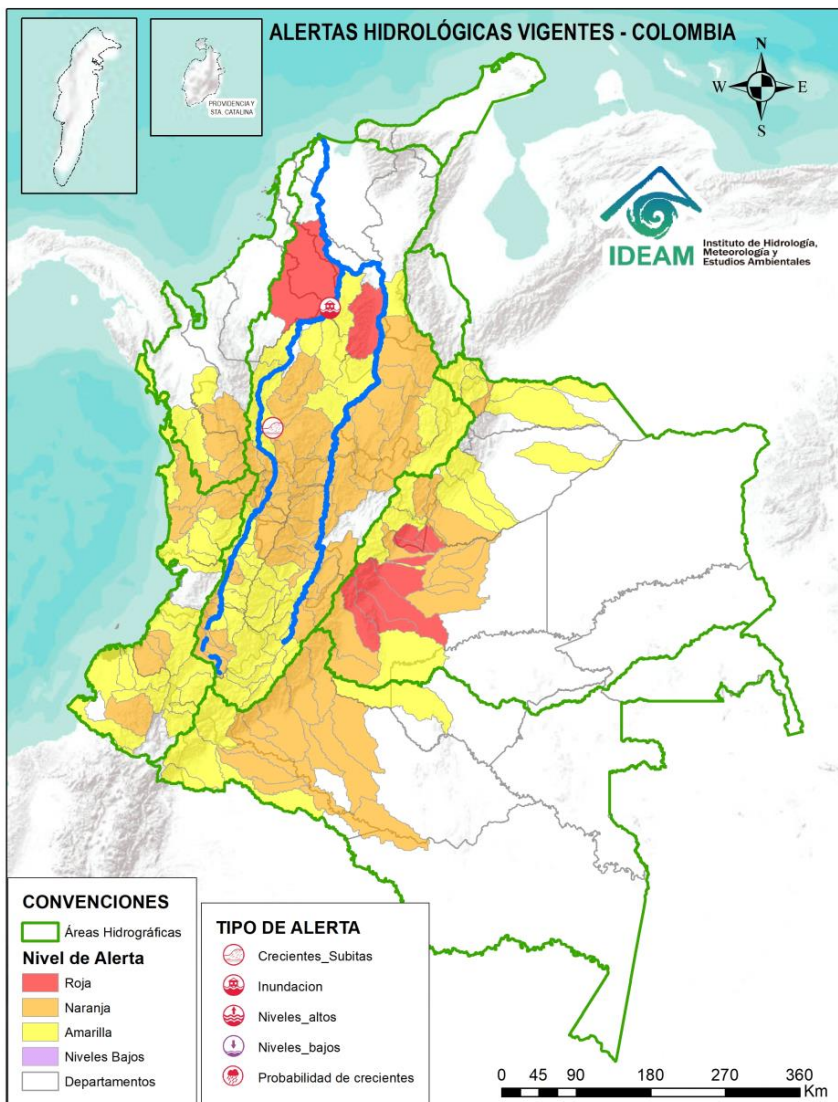 ALERTAS HIDROLÓGICAS VIGENTES - COLOMBIA
PROVIDENCIA Y
STA. CATALINA
N
W
E
S
IDEAM
Instituto de Hidrología,
Meteorología y
Estudios Ambientales
CONVENCIONES
Áreas Hidrográficas
Nivel de Alerta
Roja
Naranja
Amarilla
Niveles Bajos
Departamentos
TIPO DE ALERTA
Crecientes_Subitas
Inundacion
Niveles_altos
Niveles_bajos
Probabilidad de crecientes
0 45 90 180 270 360
Km